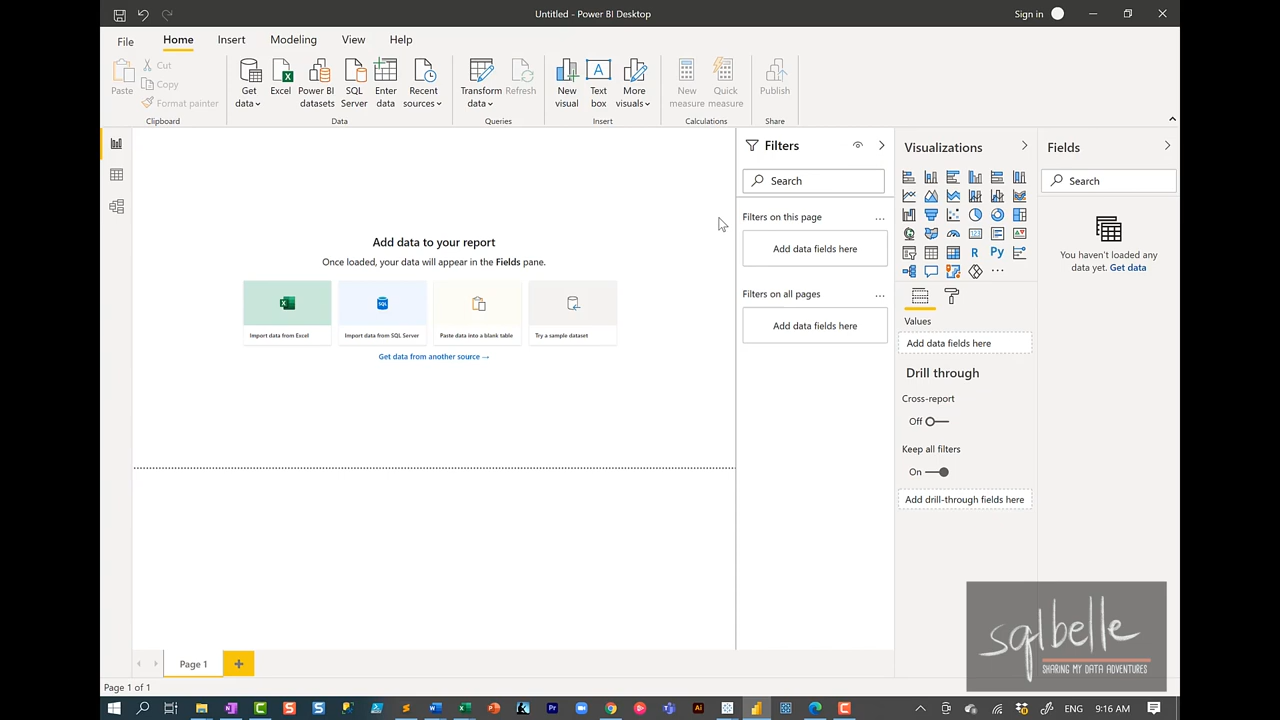 Untitled - Power BI Desktop
Sign in
File Home Insert Modeling View Help
Paste
Cut
Copy
Format painter
Clipboard
Get data
Excel
Power BI datasets
SQL Server
Enter data
Recent sources
Data
Transform data
Refresh
Queries
New visual
Text box
More visuals
Insert
New measure
Quick measure
Calculations
Publish
Share
Add data to your report
Once loaded, your data will appear in the Fields pane.
Import data from Excel
Import data from SQL Server
Paste data into a blank table
Try a sample dataset
Get data from another source →
Filters
Search
Filters on this page ...
Add data fields here
Filters on all pages ...
Add data fields here
Visualizations
R
Py
Values
Add data fields here
Drill through
Cross-report
Off
Keep all filters
On
Add drill-through fields here
Fields
Search
You haven't loaded any
data yet. Get data
sqlbelle
SHARING MY DATA ADVENTURES
Page 1
+
Page 1 of 1
ENG 9:16 AM